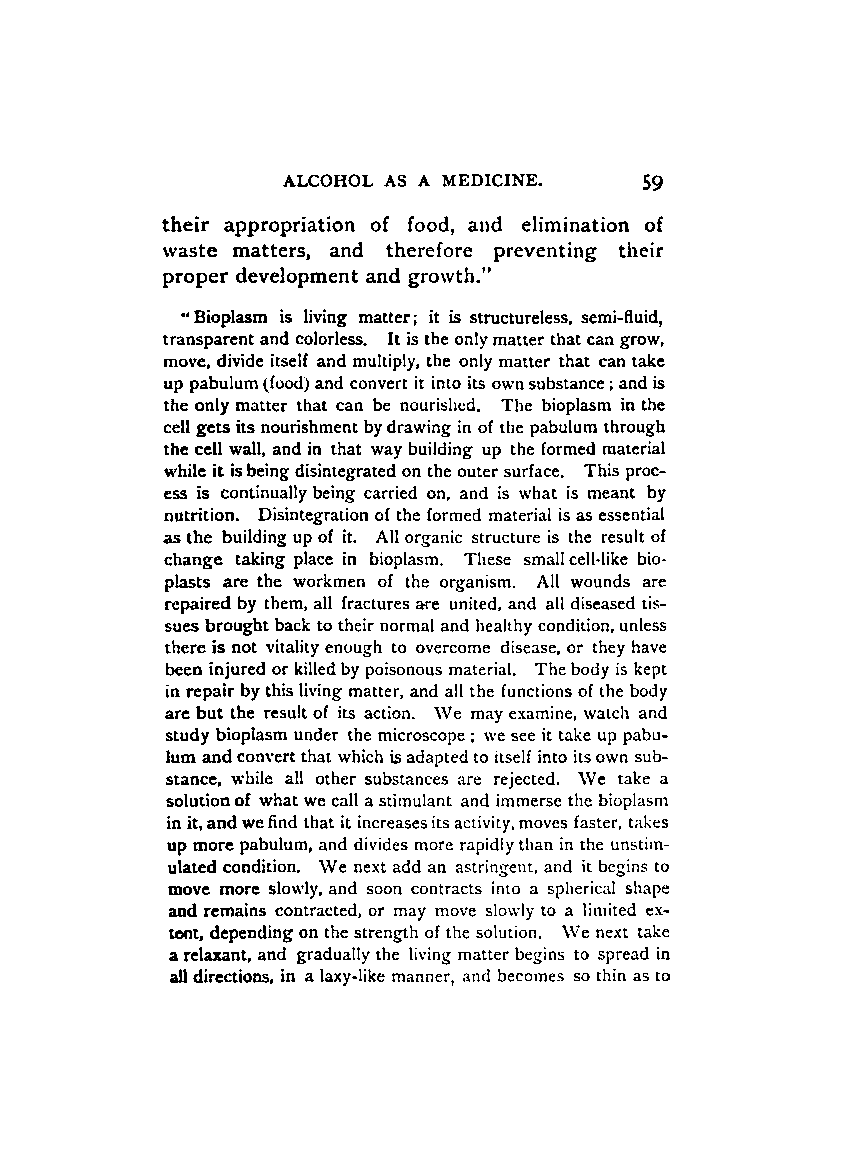 ALCOHOL AS A MEDICINE. 59
their appropriation of food, and elimination of
waste matters, and therefore preventing their
proper development and growth."
"Bioplasm is living matter; it is structureless, semi-fluid,
transparent and colorless. It is the only matter that can grow,
move, divide itself and multiply, the only matter that can take
up pabulum (food) and convert it into its own substance; and is
the only matter that can be nourished. The bioplasm in the
cell gets its nourishment by drawing in of the pabulum through
the cell wall, and in that way building up the formed material
while it is being disintegrated on the outer surface. This proc-
ess is continually being carried on, and is what is meant by
nutrition. Disintegration of the formed material is as essential
as the building up of it. All organic structure is the result of
change taking place in bioplasm. These small cell-like bio-
plasts are the workmen of the organism. All wounds are
repaired by them, all fractures are united, and all diseased tis-
sues brought back to their normal and healthy condition, unless
there is not vitality enough to overcome disease, or they have
been injured or killed by poisonous material. The body is kept
in repair by this living matter, and all the functions of the body
are but the result of its action. We may examine, watch and
study bioplasm under the microscope; we see it take up pabu-
lum and convert that which is adapted to itself into its own sub-
stance, while all other substances are rejected. We take a
solution of what we call a stimulant and immerse the bioplasm
in it, and we find that it increases its activity, moves faster, takes
up more pabulum, and divides more rapidly than in the unstim-
ulated condition. We next add an astringent, and it begins to
move more slowly, and soon contracts into a spherical shape
and remains contracted, or may move slowly to a limited ex-
tent, depending on the strength of the solution. We next take
a relaxant, and gradually the living matter begins to spread in
all directions, in a laxy-like manner, and becomes so thin as to